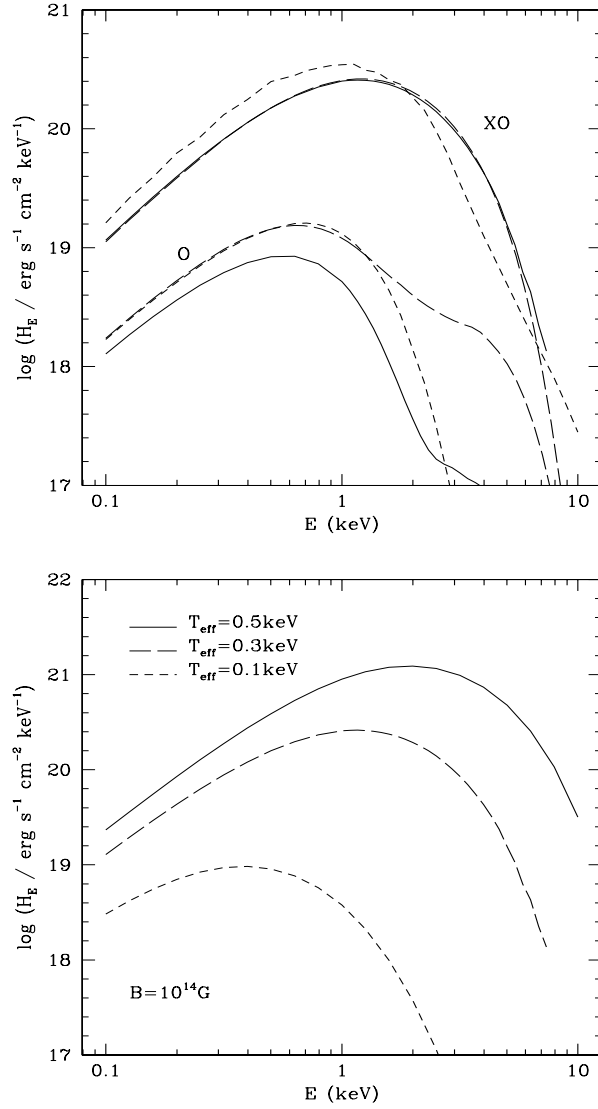 21
XO
20
log (H_E / erg s⁻¹ cm⁻² keV⁻¹)
O
19
18
17
0.1 1 10
E (keV)
22
T_eff=0.5keV
T_eff=0.3keV
T_eff=0.1keV
21
20
log (H_E / erg s⁻¹ cm⁻² keV⁻¹)
19
18
B=10¹⁴G
17
0.1 1 10
E (keV)